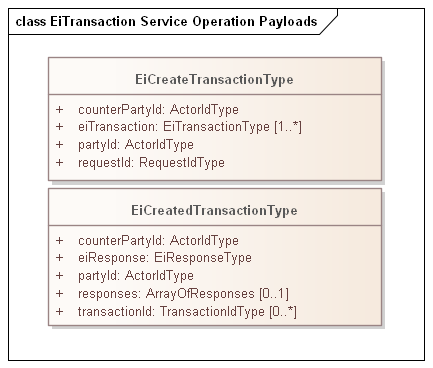 class EiTransaction Service Operation Payloads
EiCreateTransactionType
+ counterPartyId: ActorIdType
+ eiTransaction: EiTransactionType [1..*]
+ partyId: ActorIdType
+ requestId: RequestIdType
EiCreatedTransactionType
+ counterPartyId: ActorIdType
+ eiResponse: EiResponseType
+ partyId: ActorIdType
+ responses: ArrayOfResponses [0..1]
+ transactionId: TransactionIdType [0..*]